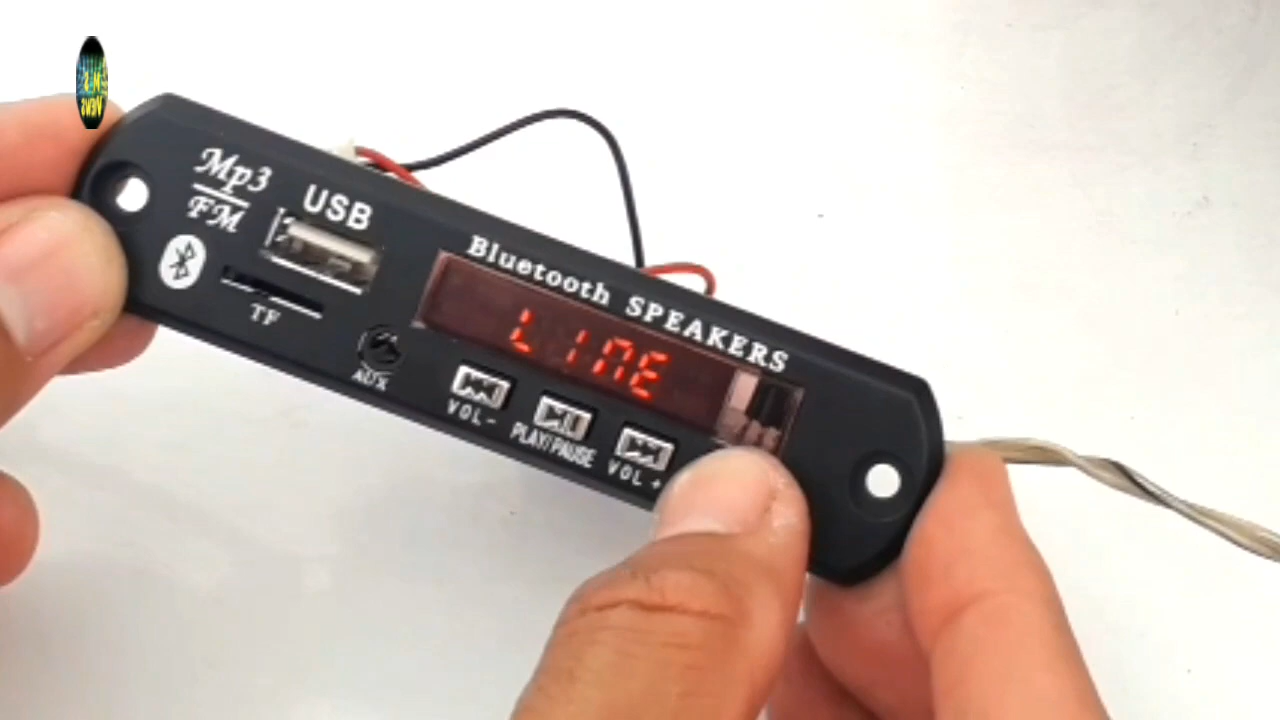 Mp3
FM
USB
TF
AUX
Bluetooth SPEAKERS
LINE
VOL-
PLAY/PAUSE
VOL +